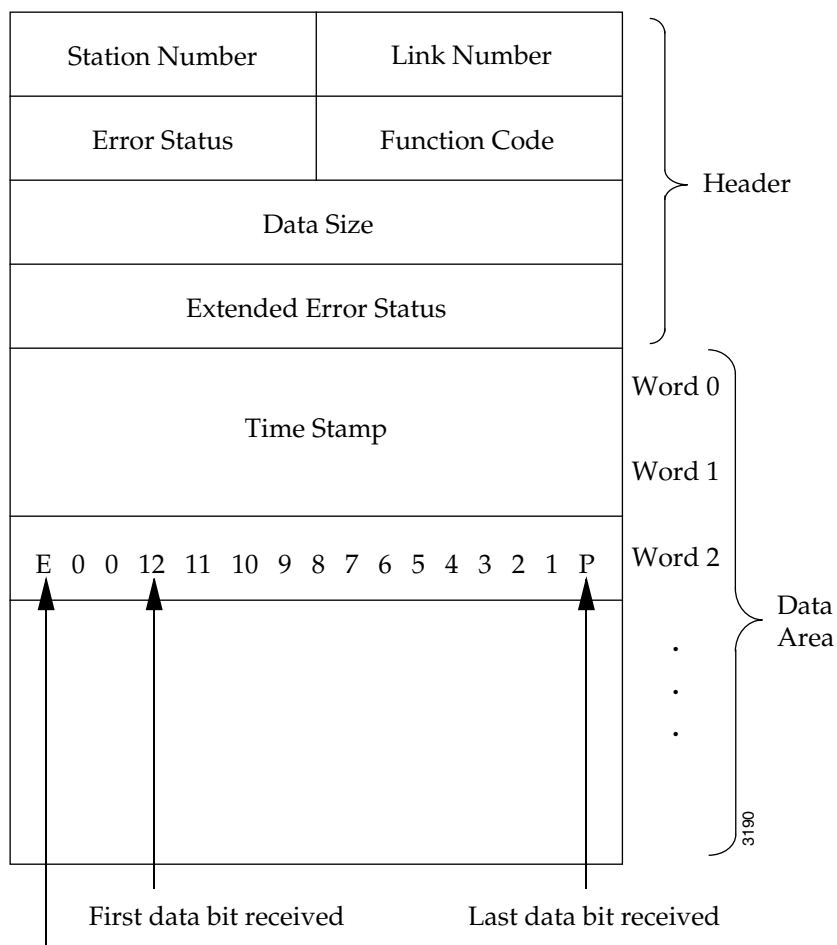 Station Number Link Number
Error Status Function Code
Header
Data Size
Extended Error Status
Word 0
Time Stamp
Word 1
E 0 0 12 11 10 9 8 7 6 5 4 3 2 1 P Word 2
Data
Area
.
.
.
3190
First data bit received Last data bit received